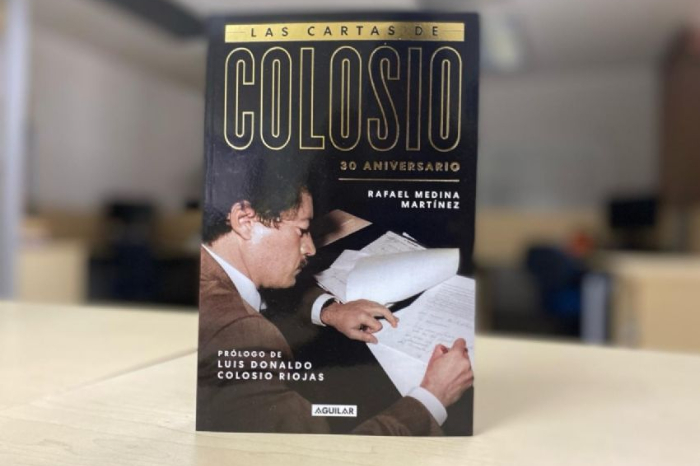 LAS CARTAS DE
COLOSIO
30 ANIVERSARIO
RAFAEL MEDINA
MARTÍNEZ
PRÓLOGO DE
LUIS DONALDO
COLOSIO RIOJAS
AGUILAR